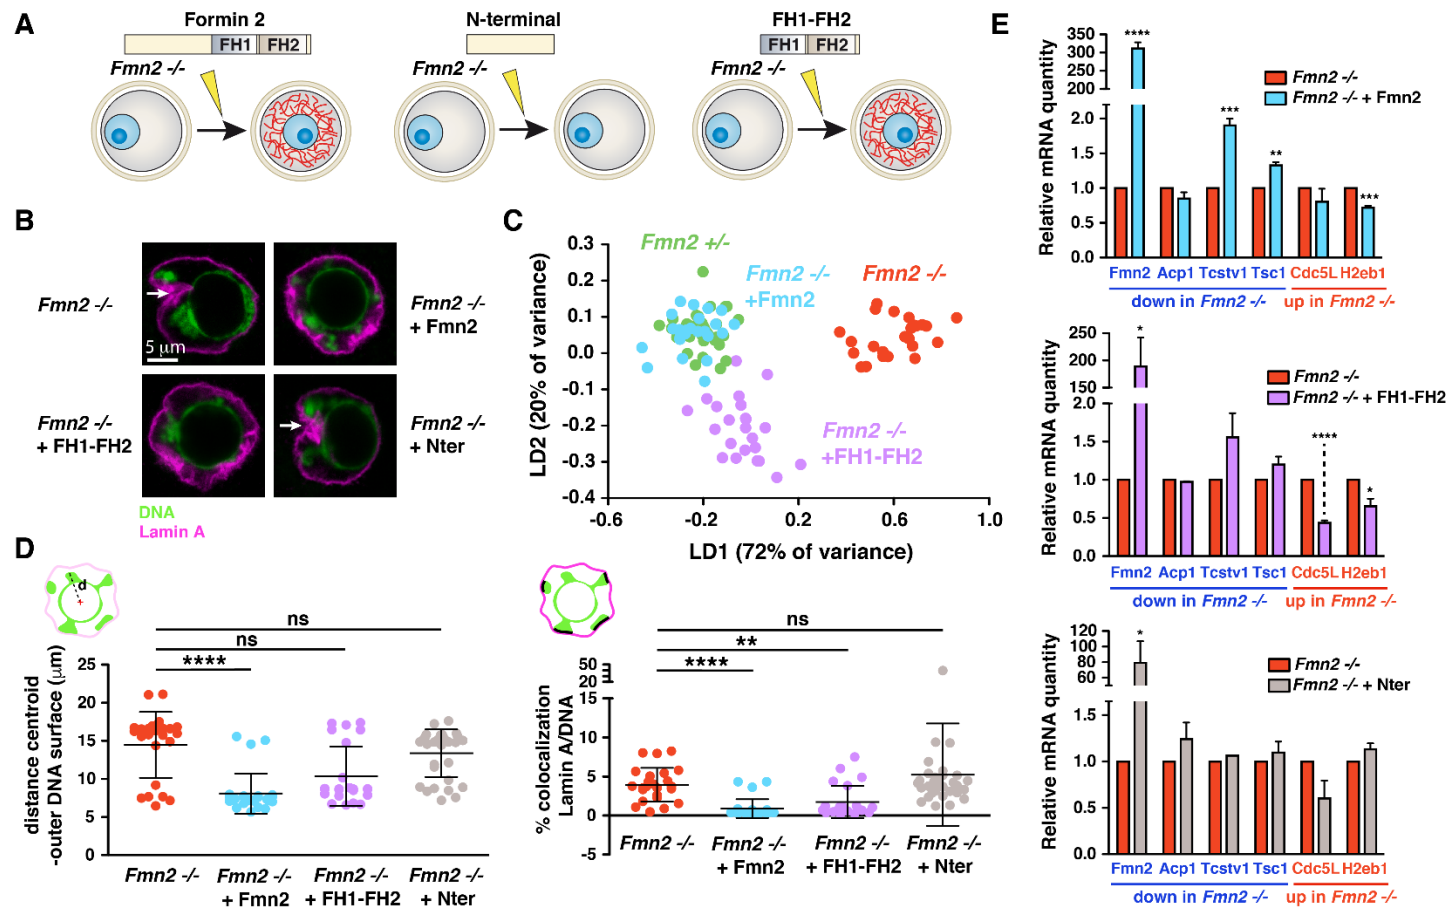 A
Formin 2
FH1 FH2
Fmn2 -/-
N-terminal
Fmn2 -/-
FH1-FH2
FH1 FH2
Fmn2 -/-
B
Fmn2 -/-
5 μm
Fmn2 -/-
+ Fmn2
Fmn2 -/-
+ FH1-FH2
Fmn2 -/-
+ Nter
DNA
Lamin A
C
LD2 (20% of variance)
0.3
0.2
0.1
0.0
-0.1
-0.2
-0.3
-0.4
Fmn2 +/-
Fmn2 -/-
+Fmn2
Fmn2 -/-
Fmn2 -/-
+FH1-FH2
-0.6 -0.2 0.2 0.6 1.0
LD1 (72% of variance)
D
d
distance centroid
-outer DNA surface (μm)
ns
ns
****
25
20
15
10
5
0
Fmn2 -/- Fmn2 -/- Fmn2 -/- Fmn2 -/-
+ Fmn2 + FH1-FH2 + Nter
% colocalization
Lamin A/DNA
ns
**
****
50
20
15
10
5
0
-5
Fmn2 -/- Fmn2 -/- Fmn2 -/- Fmn2 -/-
+ Fmn2 + FH1-FH2 + Nter
E
Relative mRNA quantity
350
300
250
200
150
2.0
1.5
1.0
0.5
0.0
**** *** ** ***
Fmn2 -/-
Fmn2 -/- + Fmn2
Fmn2 Acp1 Tcstv1 Tsc1 Cdc5L H2eb1
down in Fmn2 -/- up in Fmn2 -/-
Relative mRNA quantity
250
200
150
2.0
1.5
1.0
0.5
0.0
* **** *
Fmn2 -/-
Fmn2 -/- + FH1-FH2
Fmn2 Acp1 Tcstv1 Tsc1 Cdc5L H2eb1
down in Fmn2 -/- up in Fmn2 -/-
Relative mRNA quantity
120
100
80
60
1.5
1.0
0.5
0.0
*
Fmn2 -/-
Fmn2 -/- + Nter
Fmn2 Acp1 Tcstv1 Tsc1 Cdc5L H2eb1
down in Fmn2 -/- up in Fmn2 -/-